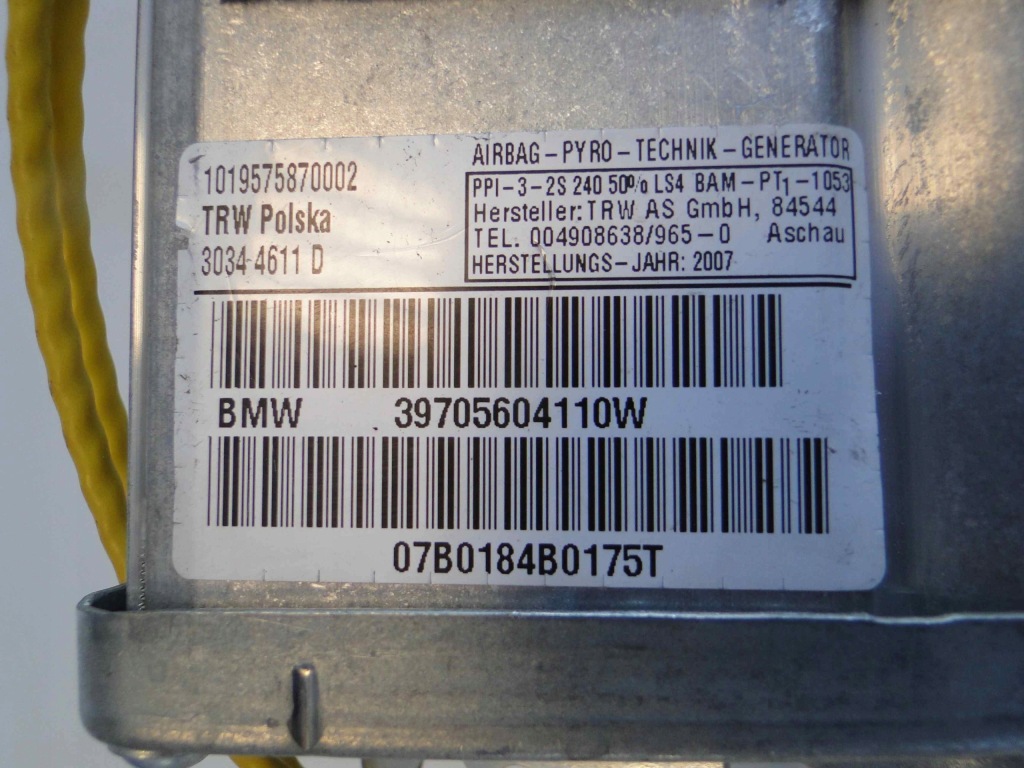 1019575870002
TRW Polska
3034 4611 D
AIRBAG-PYRO-TECHNIK-GENERATOR
PPI-3-2S 240 50% LS4 BAM-PT1-1053
Hersteller: TRW AS GmbH, 84544
TEL. 004908638/965-0 Aschau
HERSTELLUNGS-JAHR: 2007
BMW 39705604110W
07B0184B0175T